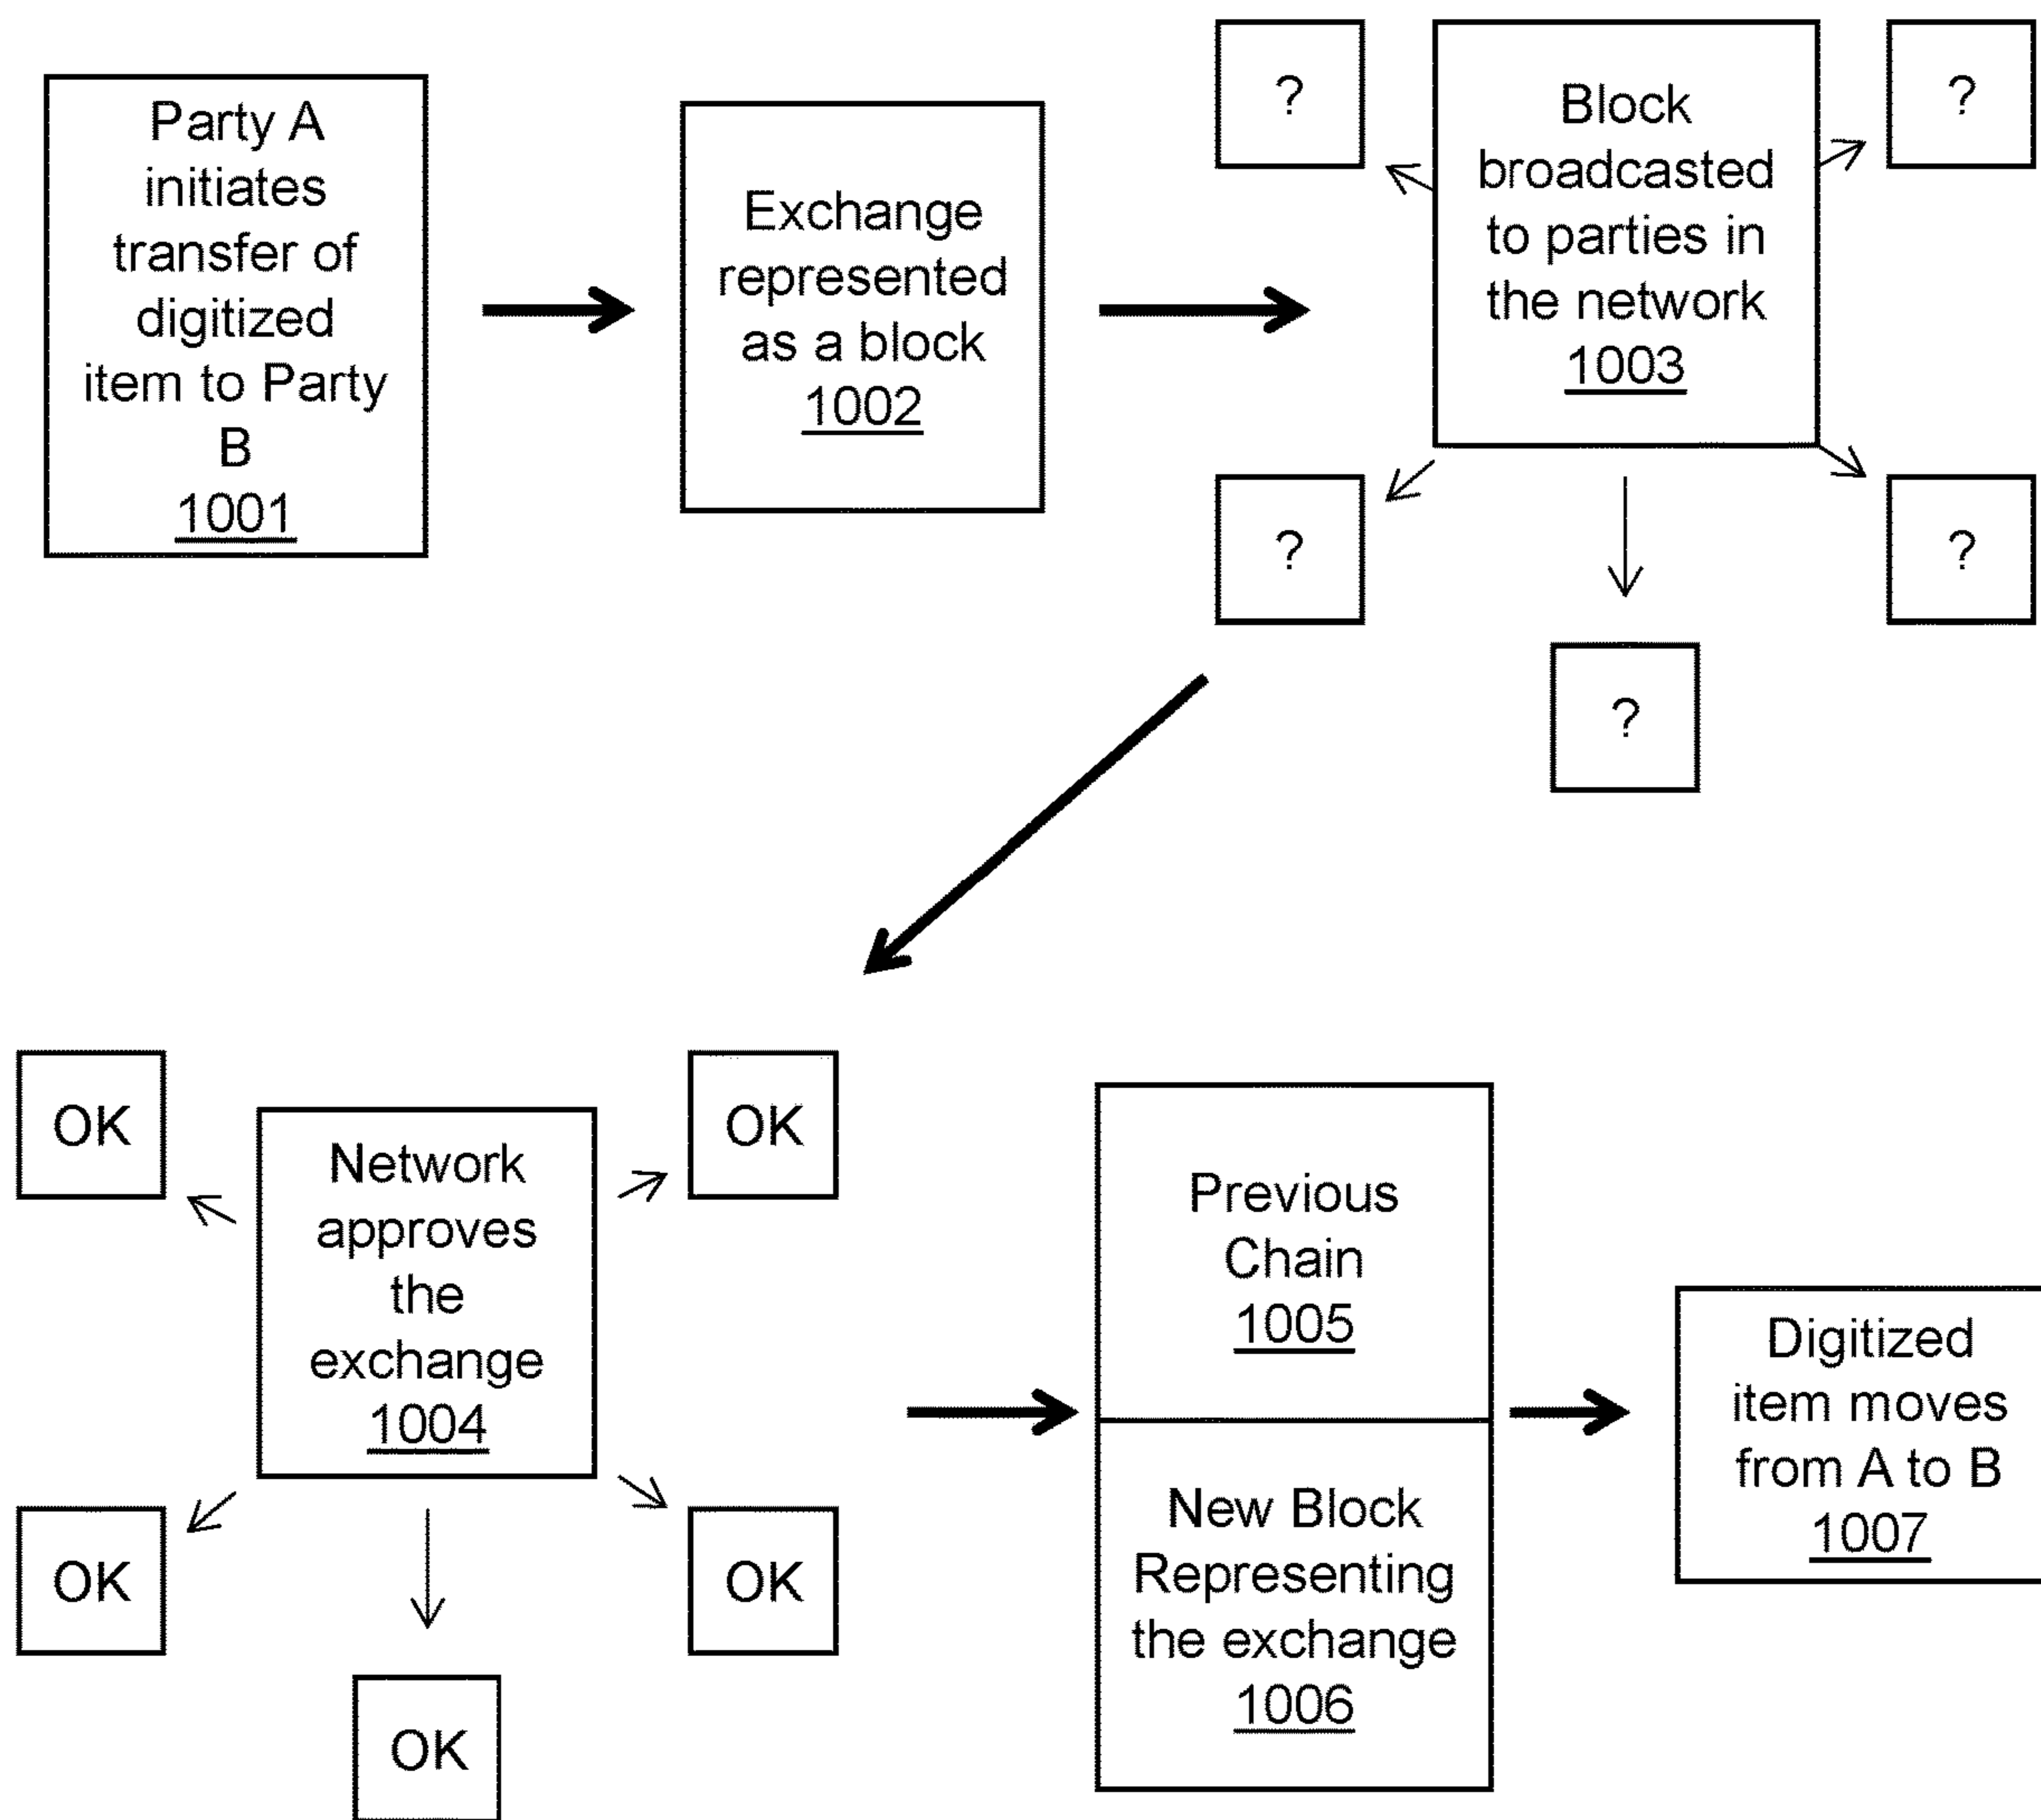 Party A
initiates
transfer of
digitized
item to Party
B
1001
Exchange
represented
as a block
1002
?
Block
broadcasted
to parties in
the network
1003
?
?
?
?
OK
Network
approves
the
exchange
1004
OK
OK
OK
OK
Previous
Chain
1005
New Block
Representing
the exchange
1006
Digitized
item moves
from A to B
1007